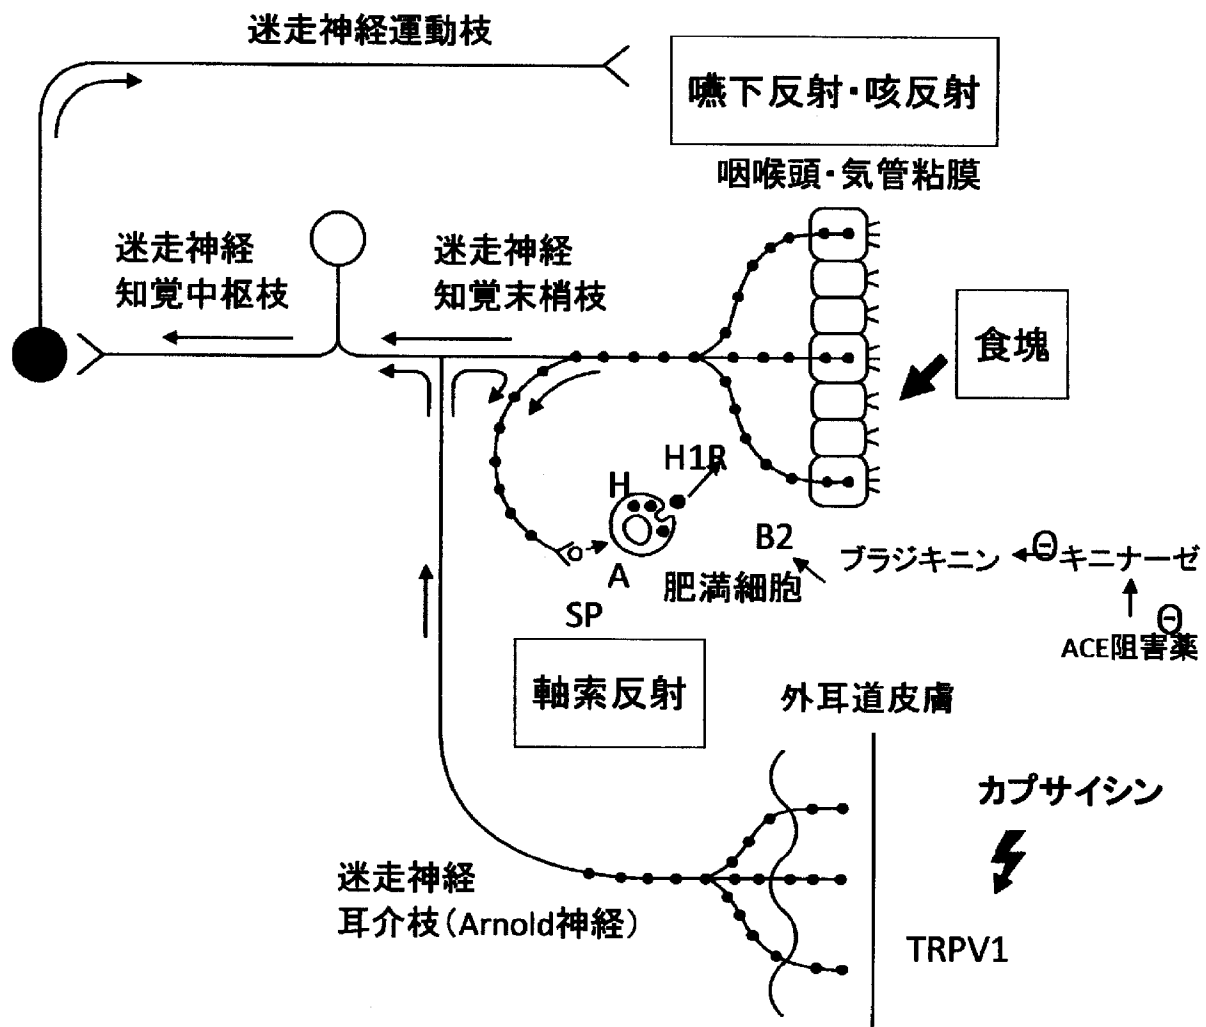 迷走神経運動枝
嚥下反射・咳反射
咽喉頭・気管粘膜
迷走神経
知覚中枢枝
迷走神経
知覚末梢枝
食塊
H1R
H
A
SP
肥満細胞
B2
ブラジキニン
Θ
キニナーゼ
Θ
ACE阻害薬
軸索反射
外耳道皮膚
カプサイシン
TRPV1
迷走神経
耳介枝（Arnold神経）